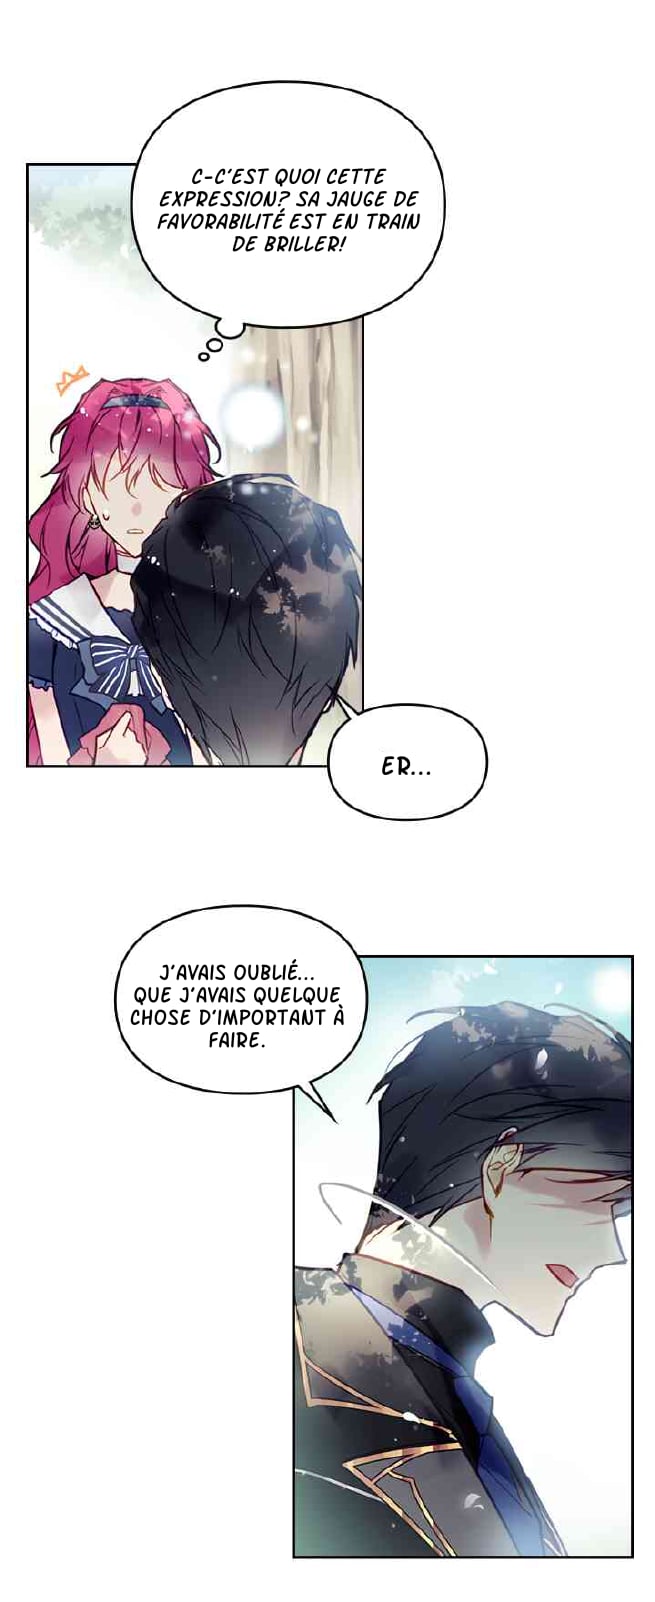 C-C'EST QUOI CETTE
EXPRESSION? SA JAUGE DE
FAVORABILITÉ EST EN TRAIN
DE BRILLER!
ER...
J'AVAIS OUBLIÉ...
QUE J'AVAIS QUELQUE
CHOSE D'IMPORTANT À
FAIRE.